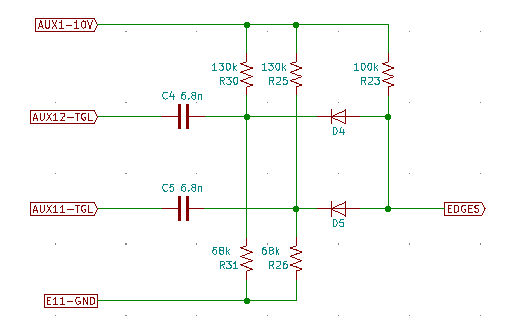 AUX1-10V
130k
R30
130k
R25
100k
R23
C4 6.8n
AUX12-TGL
D4
C5 6.8n
AUX11-TGL
D5
EDGES
68k
R31
68k
R26
E11-GND